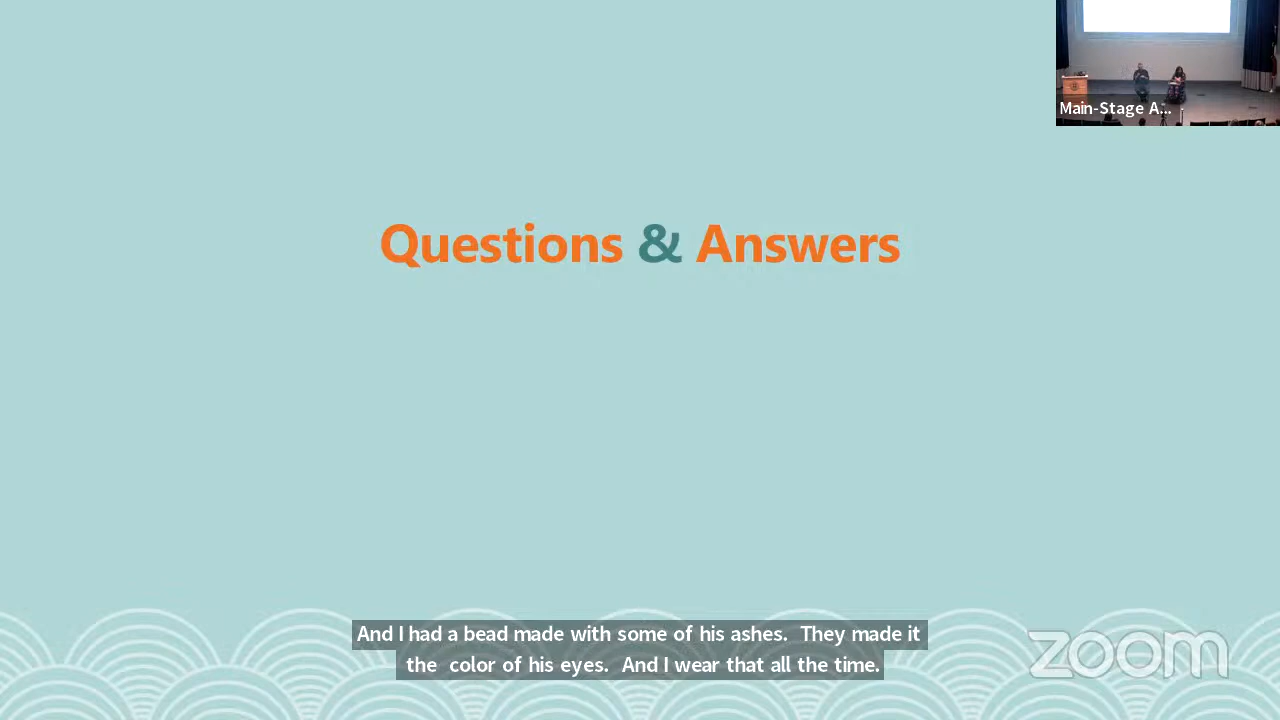 Main-Stage A...
Questions & Answers
And I had a bead made with some of his ashes. They made it
the color of his eyes. And I wear that all the time.
zoom